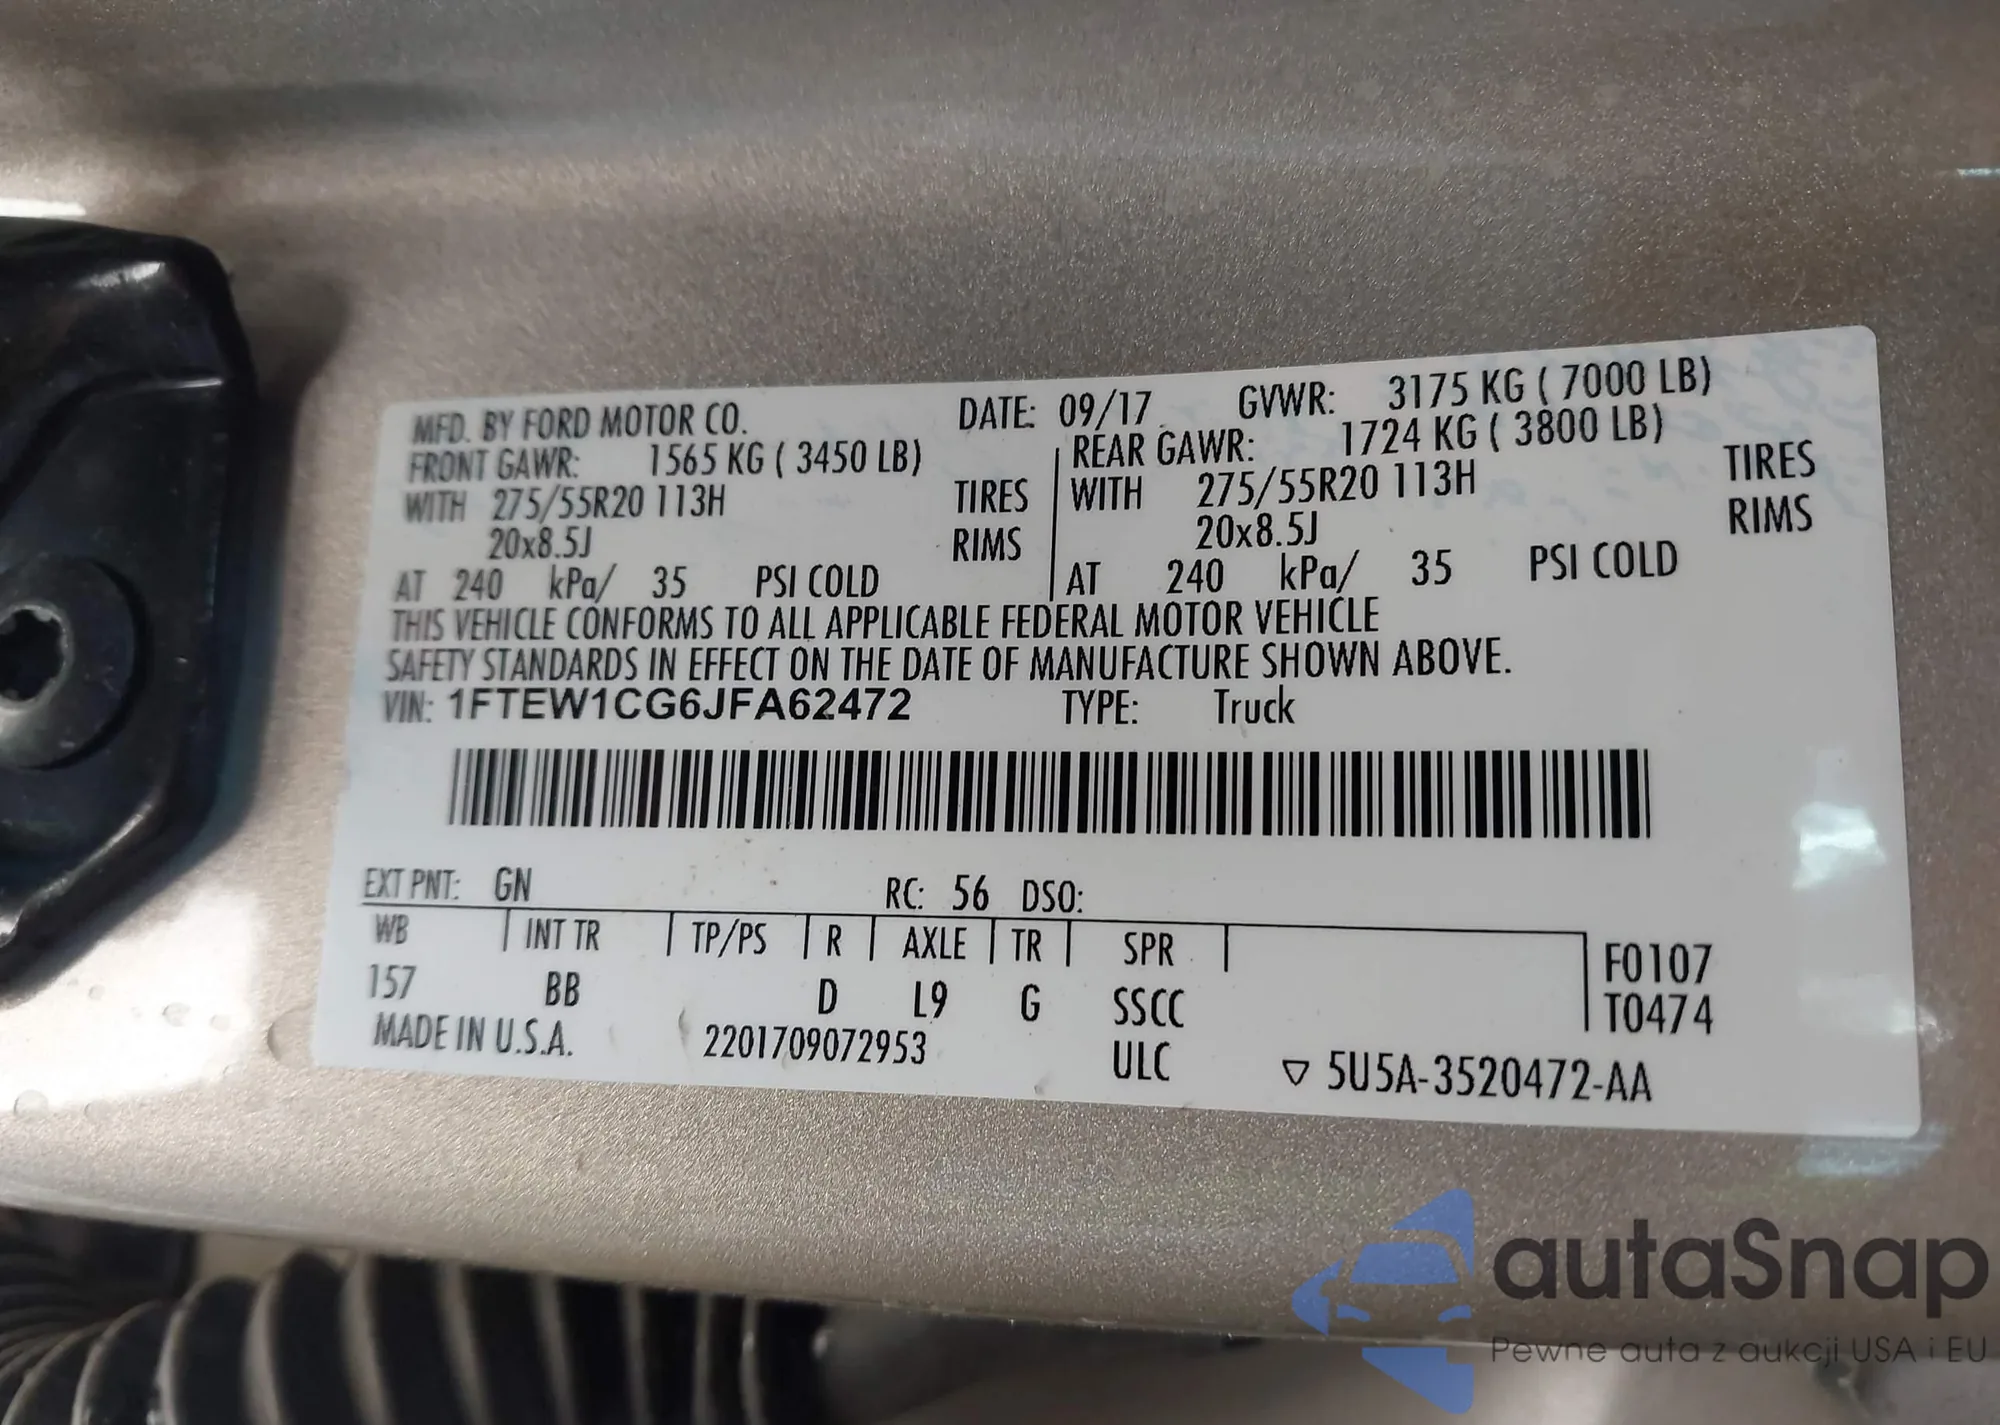 MFD. BY FORD MOTOR CO. DATE: 09/17 GVWR: 3175 KG ( 7000 LB)
FRONT GAWR: 1565 KG ( 3450 LB) REAR GAWR: 1724 KG ( 3800 LB)
WITH 275/55R20 113H TIRES WITH 275/55R20 113H TIRES
20x8.5J RIMS 20x8.5J RIMS
AT 240 kPa/ 35 PSI COLD AT 240 kPa/ 35 PSI COLD
THIS VEHICLE CONFORMS TO ALL APPLICABLE FEDERAL MOTOR VEHICLE
SAFETY STANDARDS IN EFFECT ON THE DATE OF MANUFACTURE SHOWN ABOVE.
VIN: 1FTEW1CG6JFA62472 TYPE: Truck
EXT PNT: GN RC: 56 DSO:
WB INT TR TP/PS R AXLE TR SPR F0107
157 BB D L9 G SSCC T0474
MADE IN U.S.A. 2201709072953 ULC ▽ 5U5A-3520472-AA
autaSnap
Pewne auta z aukcji USA i EU